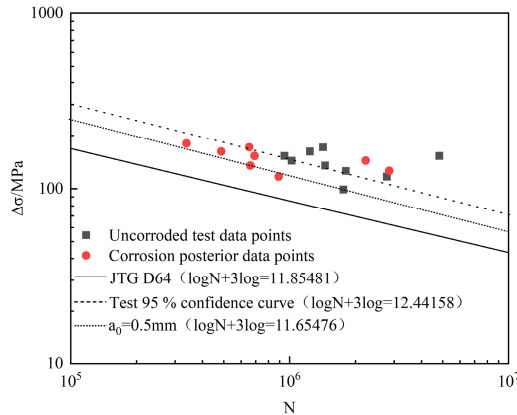 1000
100
10
Δσ/MPa
Uncorroded test data points
Corrosion posterior data points
JTG D64（logN+3log=11.85481）
Test 95 % confidence curve（logN+3log=12.44158）
a₀=0.5mm（logN+3log=11.65476）
10⁵
10⁶
10⁷
N